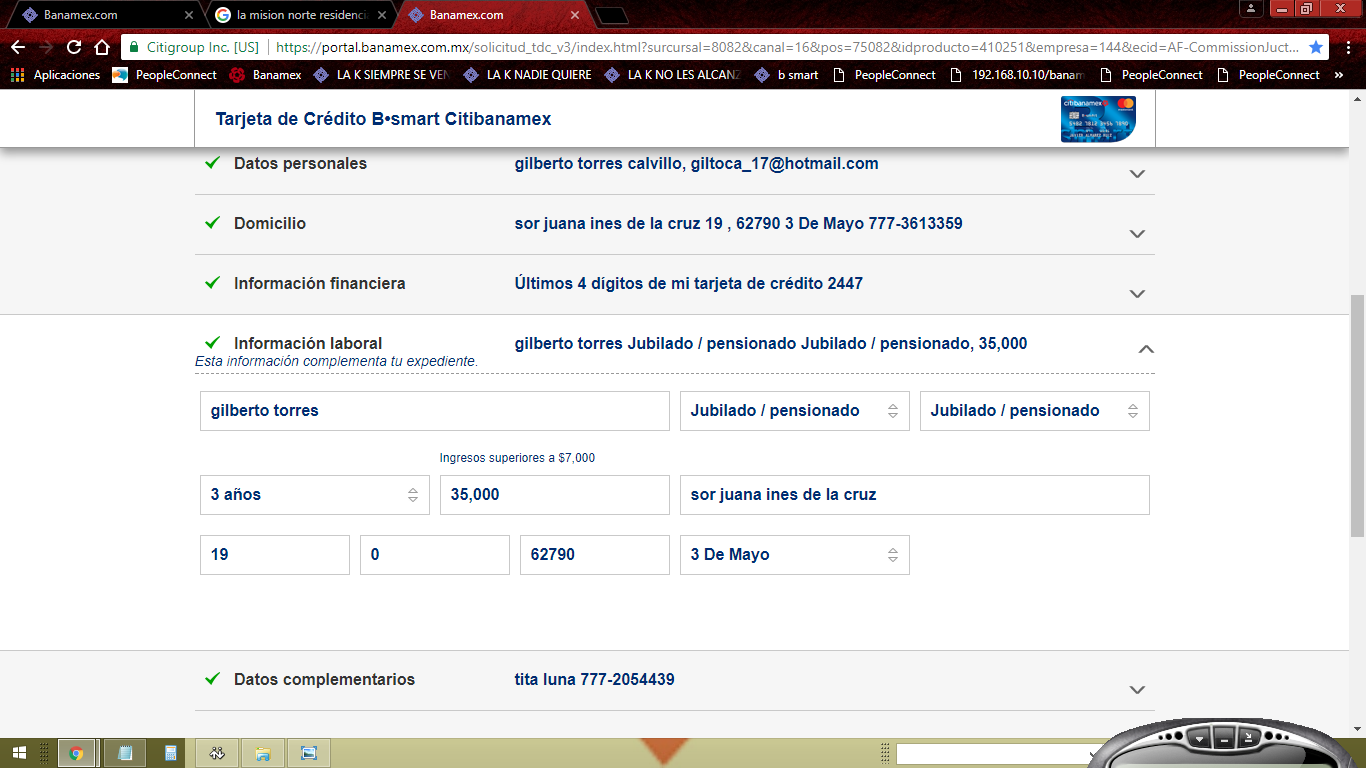 Banamex.com
la mision norte residenci
Banamex.com
Citigroup Inc. [US]
https://portal.banamex.com.mx/solicitud_tdc_v3/index.html?sursursal=8082&canal=16&pos=75082&idproducto=410251&empresa=144&ecid=AF-CommissionJuct...
Aplicaciones
PeopleConnect
Banamex
LA K SIEMPRE SE VEN
LA K NADIE QUIERE
LA K NO LES ALCANZ
b smart
PeopleConnect
192.168.10.10/banam
PeopleConnect
PeopleConnect
»
Tarjeta de Crédito B•smart Citibanamex
citibanamex
Datos personales
gilberto torres calvillo, giltoca_17@hotmail.com
Domicilio
sor juana ines de la cruz 19 , 62790 3 De Mayo 777-3613359
Información financiera
Últimos 4 dígitos de mi tarjeta de crédito 2447
Información laboral
gilberto torres Jubilado / pensionado Jubilado / pensionado, 35,000
Esta información complementa tu expediente.
gilberto torres
Jubilado / pensionado
Jubilado / pensionado
Ingresos superiores a $7,000
3 años
35,000
sor juana ines de la cruz
19
0
62790
3 De Mayo
Datos complementarios
tita luna 777-2054439